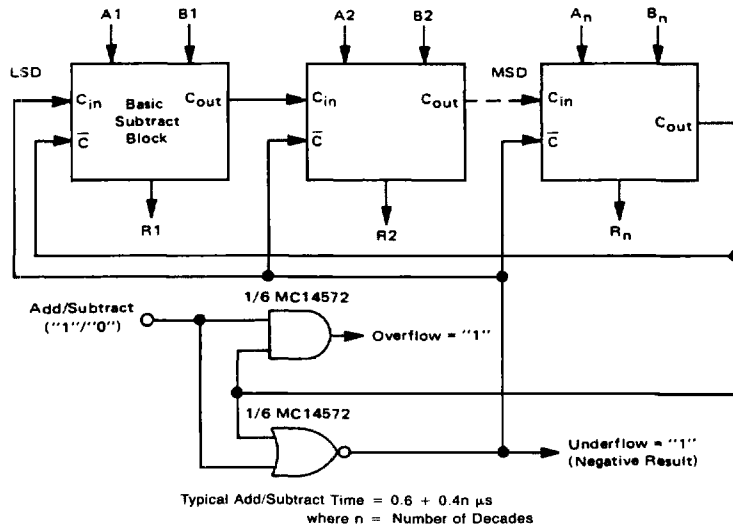 A1 B1 A2 B2 An Bn
LSD MSD
Cin Basic Subtract Block Cout Cin Cout Cin Cout
C̅ C̅ C̅
R1 R2 Rn
1/6 MC14572
Add/Subtract
("1"/"0")
Overflow = "1"
1/6 MC14572
Underflow = "1"
(Negative Result)
Typical Add/Subtract Time = 0.6 + 0.4n μs
where n = Number of Decades